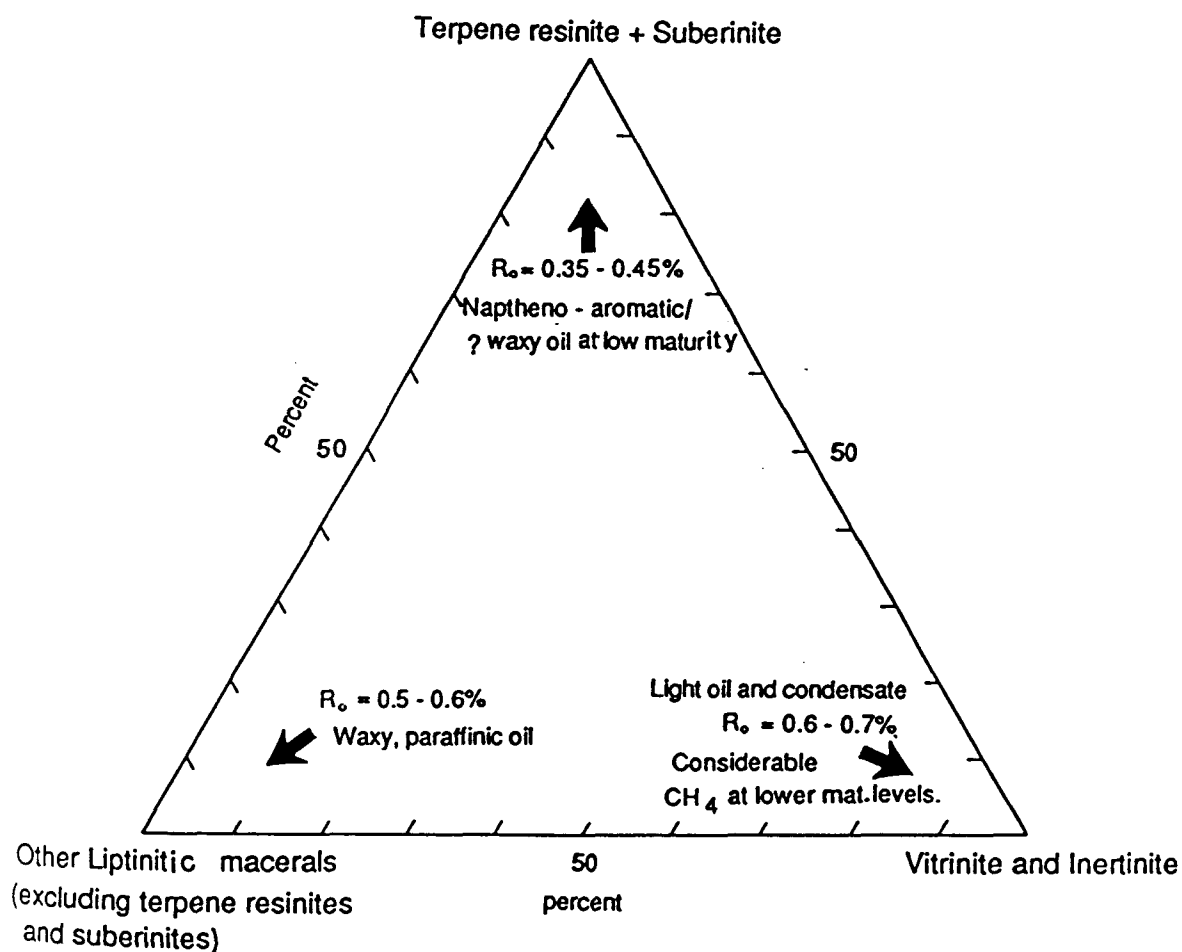 Terpene resinite + Suberinite
Rₒ = 0.35 - 0.45%
Naptheno - aromatic/
? waxy oil at low maturity
Percent
50
50
Rₒ = 0.5 - 0.6%
Waxy, paraffinic oil
Light oil and condensate
Rₒ = 0.6 - 0.7%
Considerable
CH₄ at lower mat. levels.
Other Liptinitic macerals
(excluding terpene resinites
and suberinites)
50
percent
Vitrinite and Inertinite